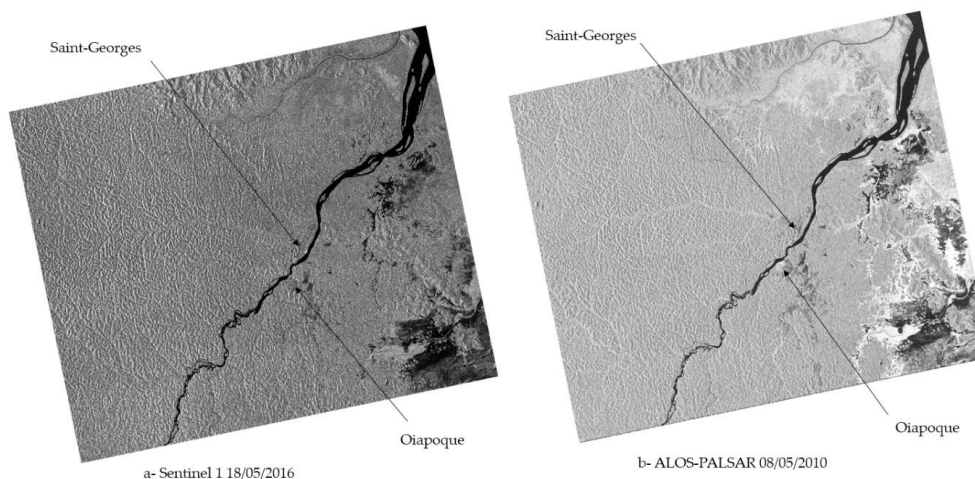 Saint-Georges
Saint-Georges
Oiapoque
Oiapoque
a- Sentinel 1 18/05/2016
b- ALOS-PALSAR 08/05/2010